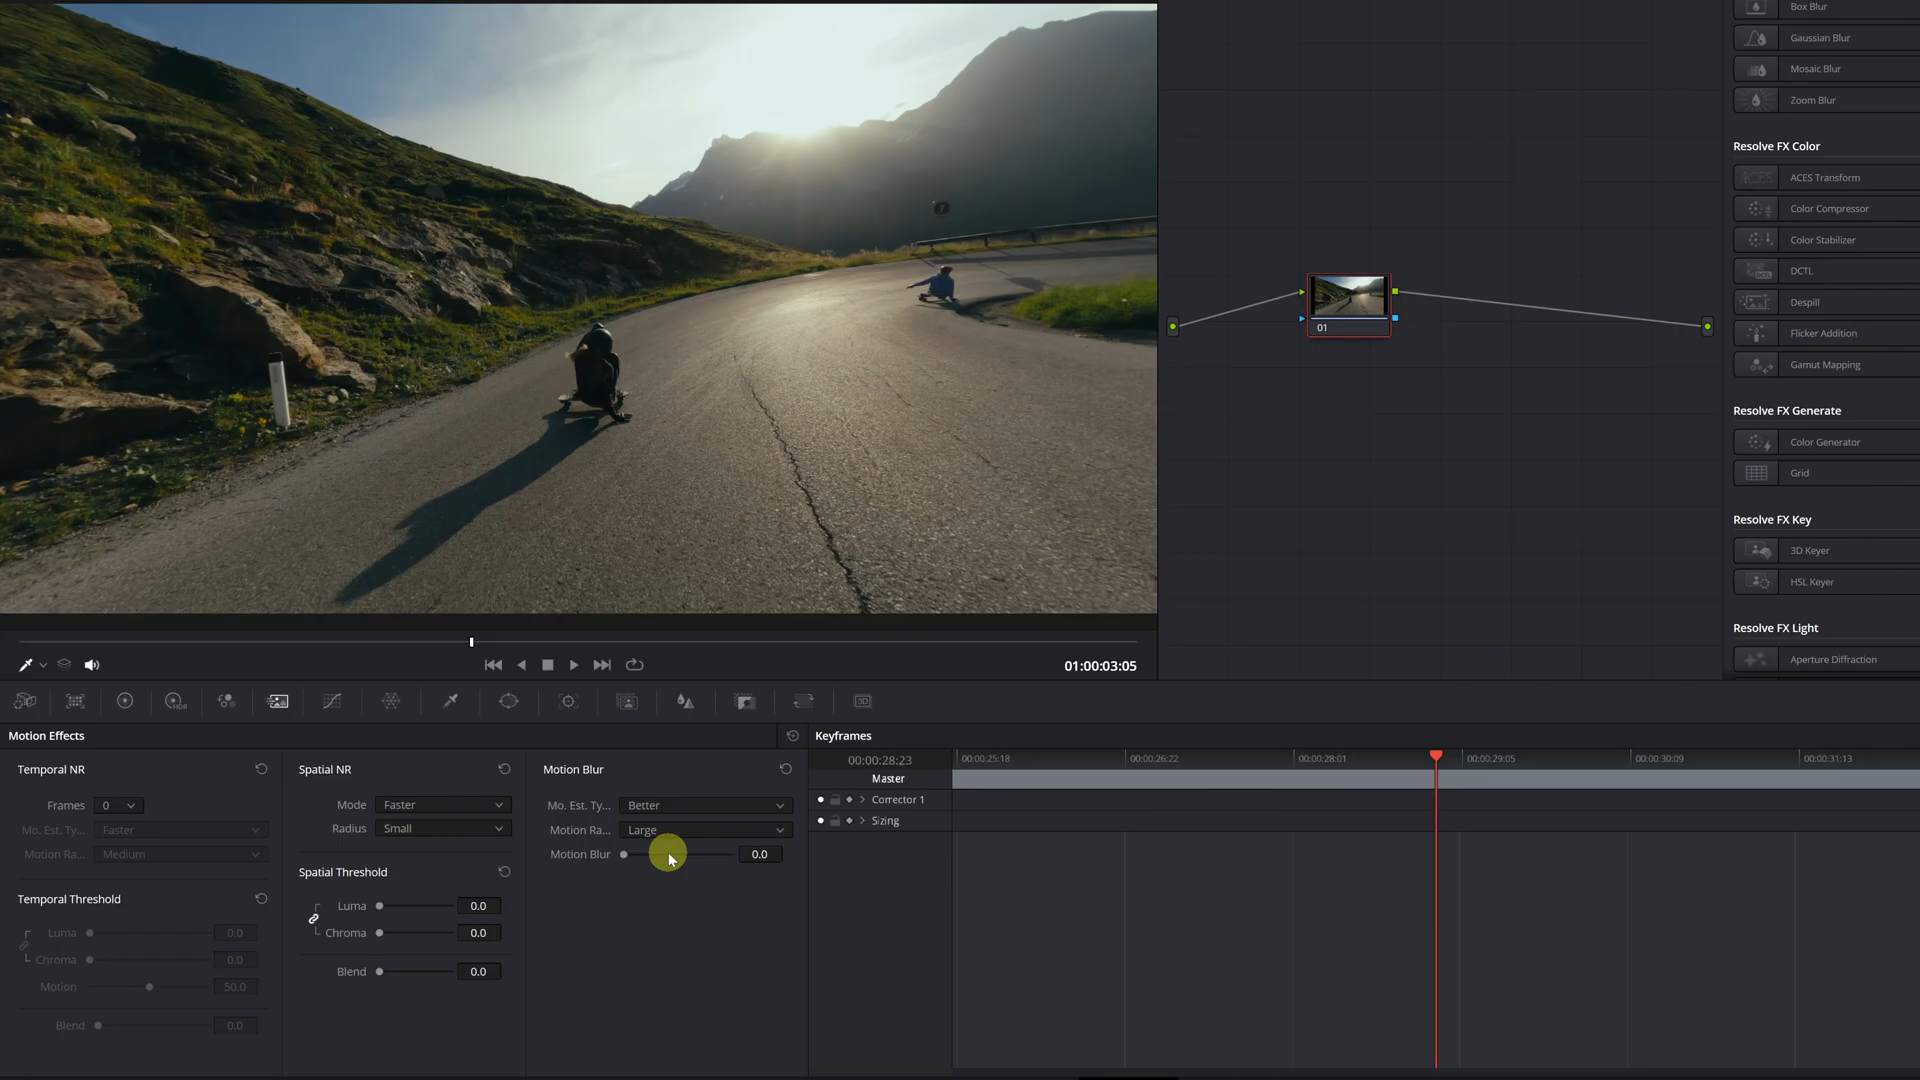 Box Blur
Gaussian Blur
Mosaic Blur
Zoom Blur
Resolve FX Color
ACES
ACES Transform
Color Compressor
Color Stabilizer
DCTL
DCTL
Despill
Flicker Addition
Gamut Mapping
Resolve FX Generate
Color Generator
Grid
Resolve FX Key
3D Keyer
HSL Keyer
Resolve FX Light
Aperture Diffraction
01
01:00:03:05
HDR
3D
Motion Effects
Temporal NR
Frames 0
Mo. Est. Ty... Faster
Motion Ra... Medium
Temporal Threshold
Luma 0.0
Chroma 0.0
Motion 50.0
Blend 0.0
Spatial NR
Mode Faster
Radius Small
Spatial Threshold
Luma 0.0
Chroma 0.0
Blend 0.0
Motion Blur
Mo. Est. Ty... Better
Motion Ra... Large
Motion Blur 0.0
Keyframes
00:00:28:23
00:00:25:18 00:00:26:22 00:00:28:01 00:00:29:05 00:00:30:09 00:00:31:13
Master
Corrector 1
Sizing